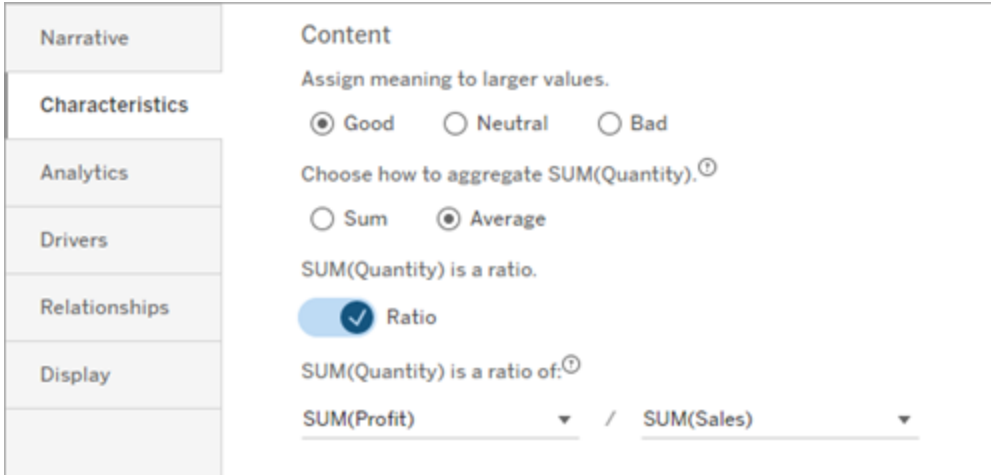 Narrative
Characteristics
Analytics
Drivers
Relationships
Display
Content
Assign meaning to larger values.
Good Neutral Bad
Choose how to aggregate SUM(Quantity).
Sum Average
SUM(Quantity) is a ratio.
Ratio
SUM(Quantity) is a ratio of:
SUM(Profit) / SUM(Sales)